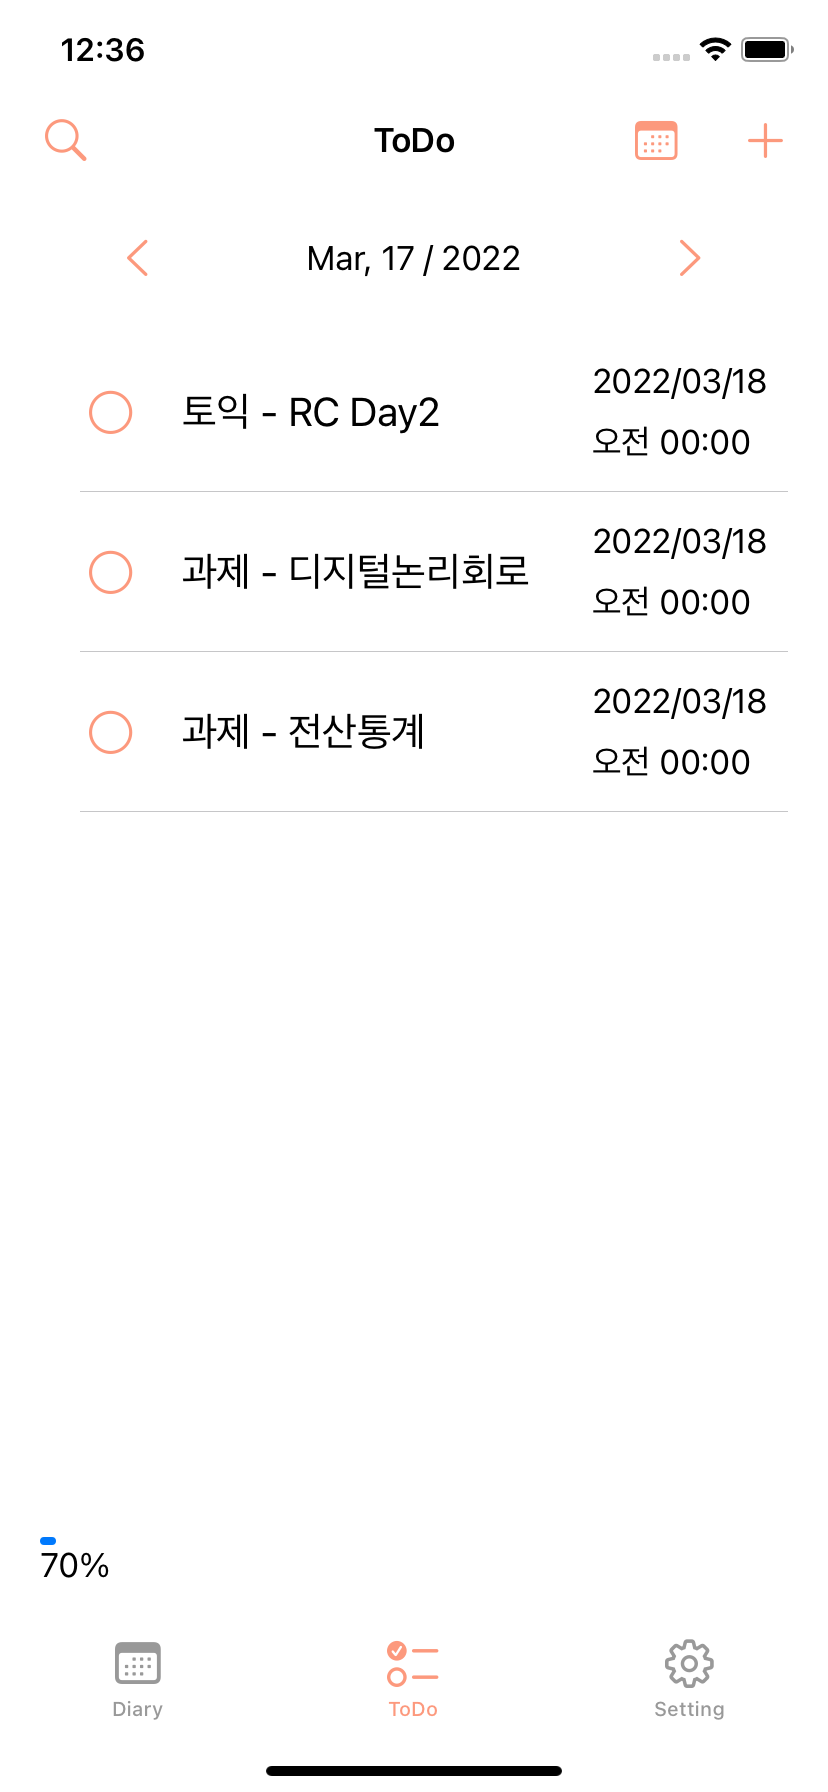 12:36
ToDo
Mar, 17 / 2022
토익 - RC Day2
2022/03/18
오전 00:00
과제 - 디지털논리회로
2022/03/18
오전 00:00
과제 - 전산통계
2022/03/18
오전 00:00
70%
Diary
ToDo
Setting